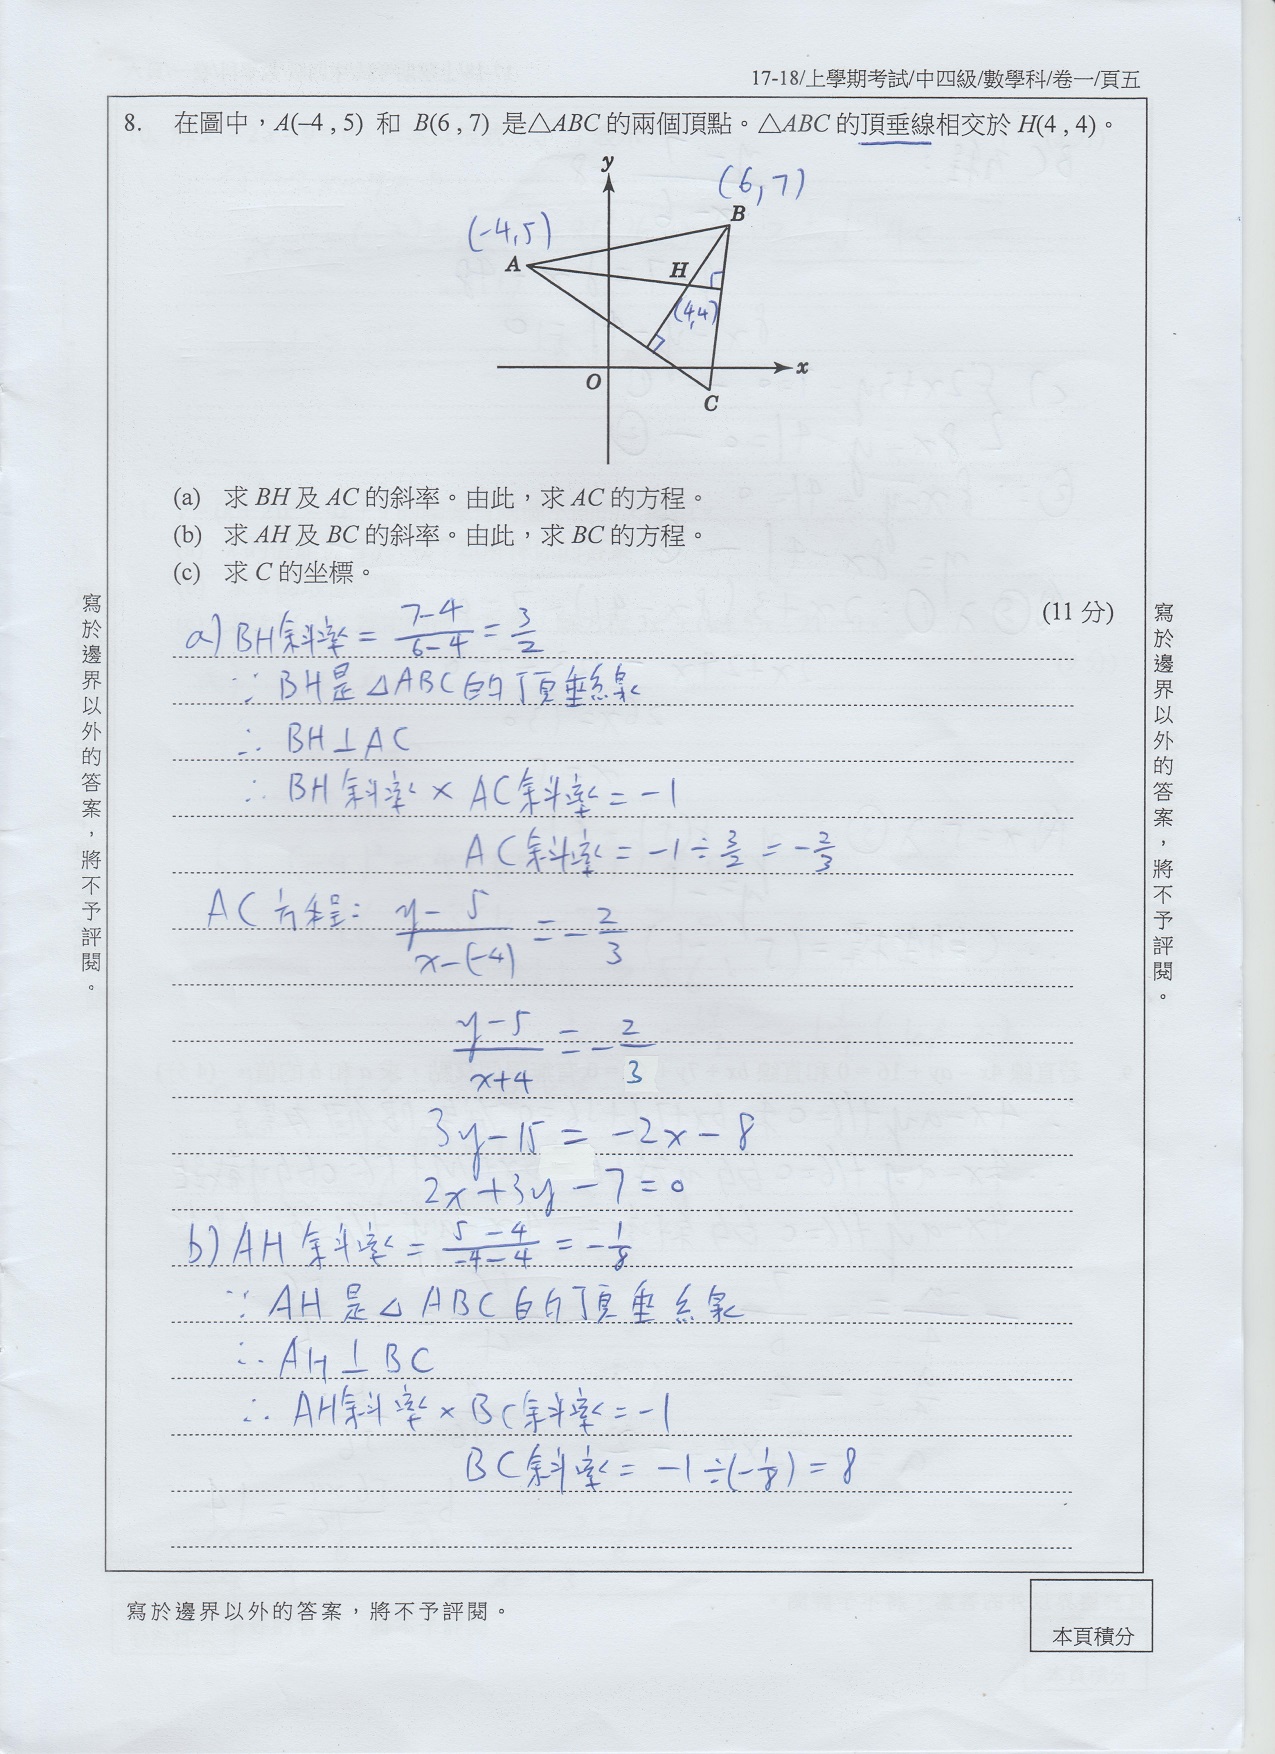 17-18/上學期考試/中四級/數學科/卷一/頁五
8. 在圖中，A(–4 , 5) 和 B(6 , 7) 是△ABC 的兩個頂點。△ABC 的頂垂線相交於 H(4 , 4)。
y
(6,7)
B
(-4,5)
A
H
(4,4)
x
O
C
(a) 求 BH 及 AC 的斜率。由此，求 AC 的方程。
(b) 求 AH 及 BC 的斜率。由此，求 BC 的方程。
(c) 求 C 的坐標。
(11 分)
a) BH斜率 = \frac{7-4}{6-4} = \frac{3}{2}
∵ BH是△ABC的頂垂線
∴ BH⊥AC
∴ BH斜率 × AC斜率 = -1
AC斜率 = -1 ÷ \frac{3}{2} = -\frac{2}{3}
AC方程: \frac{y-5}{x-(-4)} = -\frac{2}{3}
\frac{y-5}{x+4} = -\frac{2}{3}
3y-15 = -2x-8
2x+3y-7=0
b) AH斜率 = \frac{5-4}{-4-4} = -\frac{1}{8}
∵ AH是△ABC的頂垂線
∴ AH⊥BC
∴ AH斜率 × BC斜率 = -1
BC斜率 = -1÷(-\frac{1}{8}) = 8
寫於邊界以外的答案，將不予評閱。
寫於邊界以外的答案，將不予評閱。
寫於邊界以外的答案，將不予評閱。
本頁積分